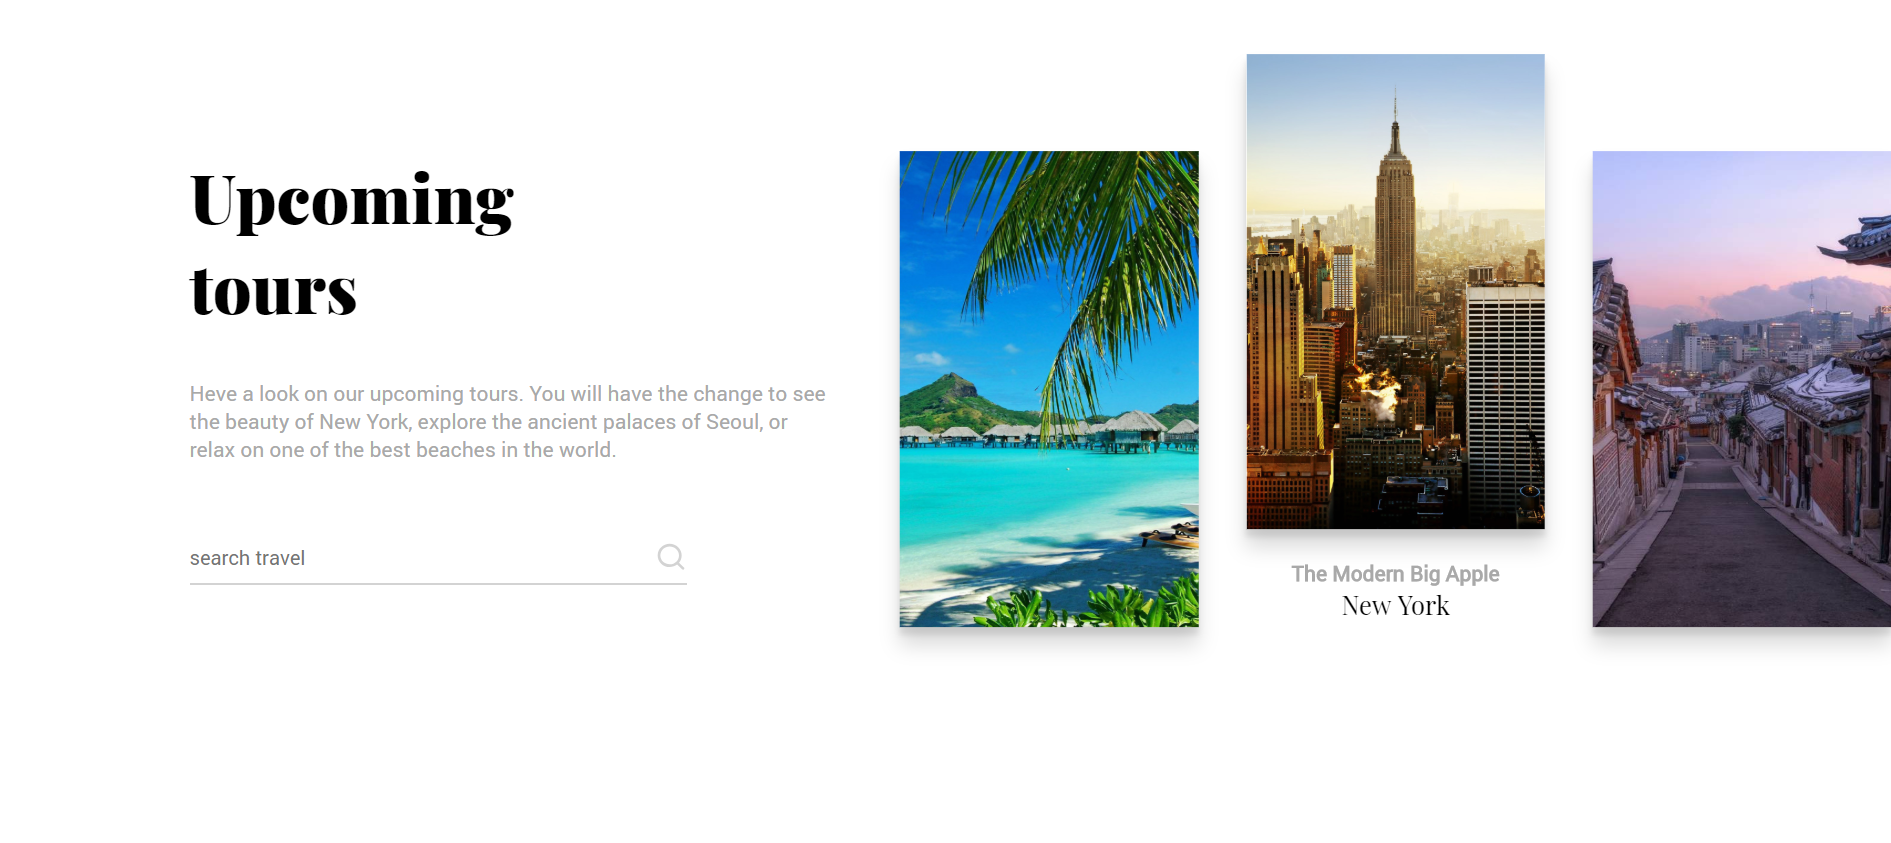 Upcoming
tours
Heve a look on our upcoming tours. You will have the change to see
the beauty of New York, explore the ancient palaces of Seoul, or
relax on one of the best beaches in the world.
search travel
The Modern Big Apple
New York